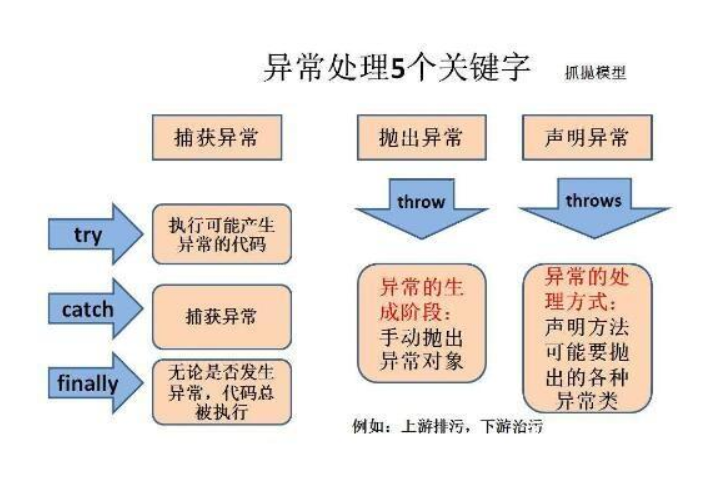 异常处理5个关键字 抓抛模型
捕获异常
抛出异常
声明异常
try
执行可能产生
异常的代码
catch
捕获异常
finally
无论是否发生
异常，代码总
被执行
throw
异常的生
成阶段：
手动抛出
异常对象
throws
异常的处
理方式：
声明方法
可能要抛
出的各种
异常类
例如：上游排污，下游治污